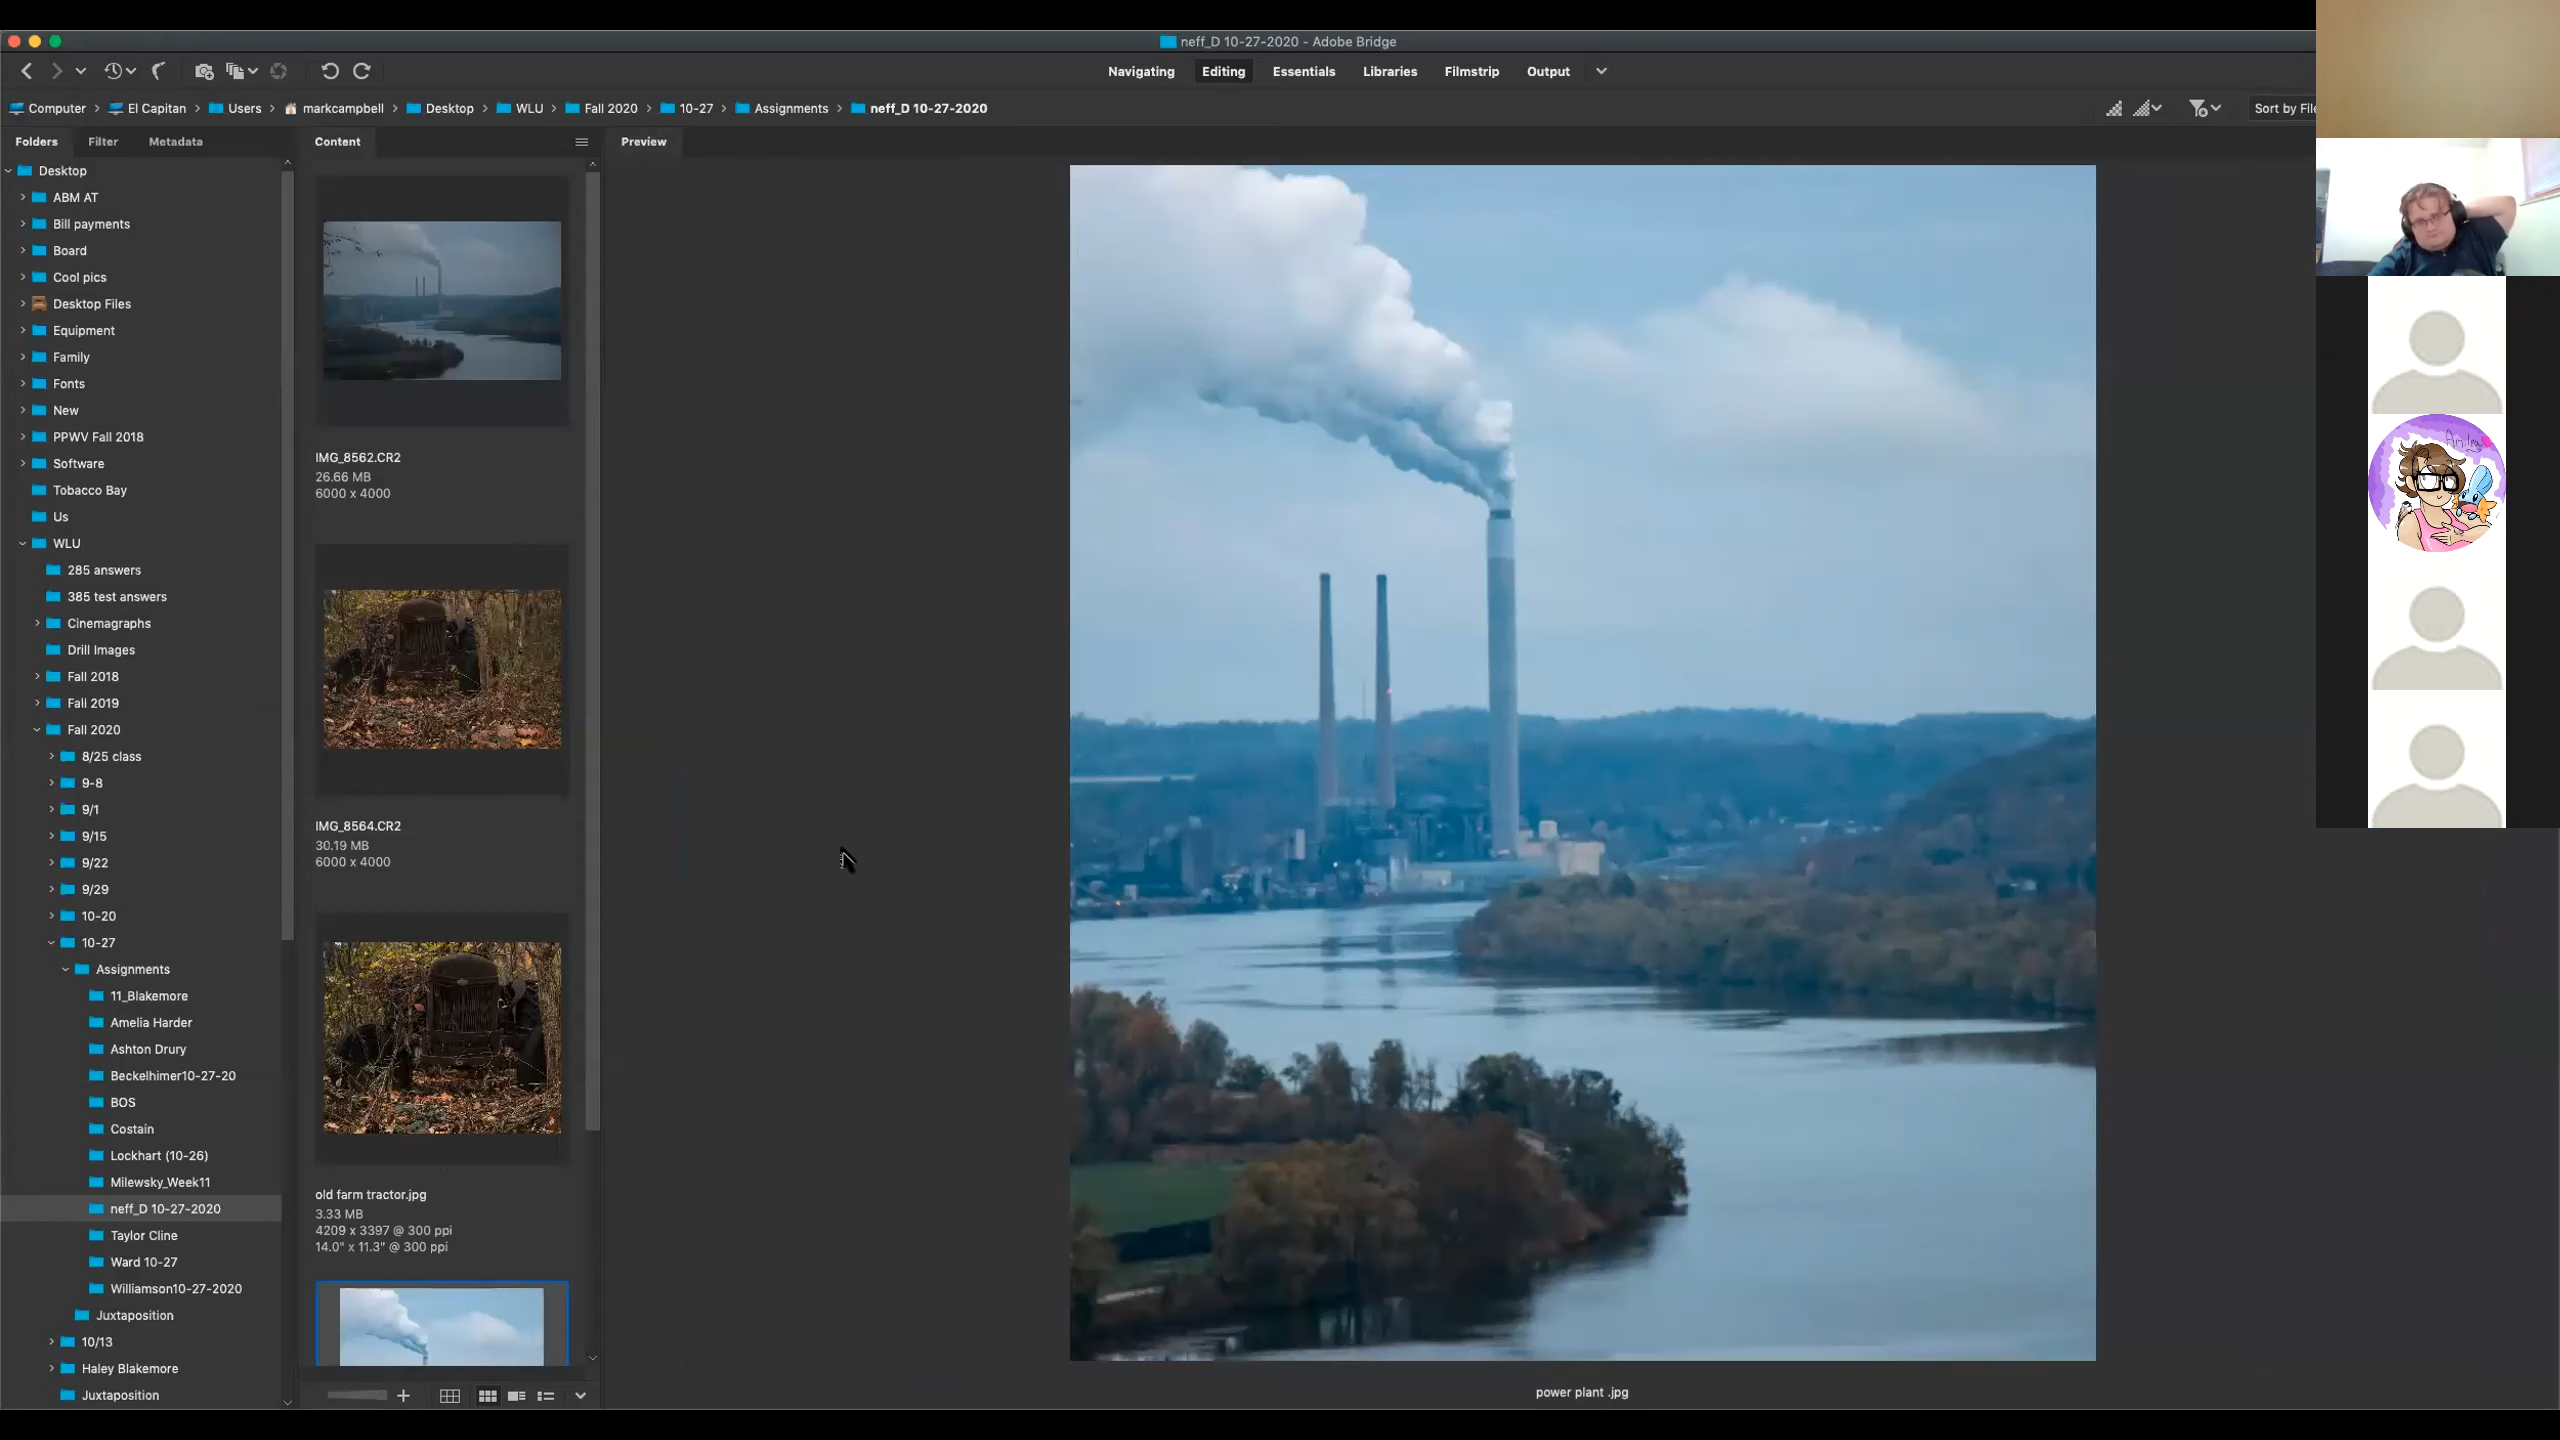 neff_D 10-27-2020 - Adobe Bridge
Navigating Editing Essentials Libraries Filmstrip Output
Computer El Capitan Users markcampbell Desktop WLU Fall 2020 10-27 Assignments neff_D 10-27-2020
Sort by File
Folders Filter Metadata
Desktop
ABM AT
Bill payments
Board
Cool pics
Desktop Files
Equipment
Family
Fonts
New
PPWV Fall 2018
Software
Tobacco Bay
Us
WLU
285 answers
385 test answers
Cinemagraphs
Drill Images
Fall 2018
Fall 2019
Fall 2020
8/25 class
9-8
9/1
9/15
9/22
9/29
10-20
10-27
Assignments
11_Blakemore
Amelia Harder
Ashton Drury
Beckelhimer10-27-20
BOS
Costain
Lockhart (10-26)
Milewsky_Week11
neff_D 10-27-2020
Taylor Cline
Ward 10-27
Williamson10-27-2020
Juxtaposition
10/13
Haley Blakemore
Juxtaposition
Content
IMG_8562.CR2
26.66 MB
6000 x 4000
IMG_8564.CR2
30.19 MB
6000 x 4000
old farm tractor.jpg
3.33 MB
4209 x 3397 @ 300 ppi
14.0" x 11.3" @ 300 ppi
Preview
power plant .jpg